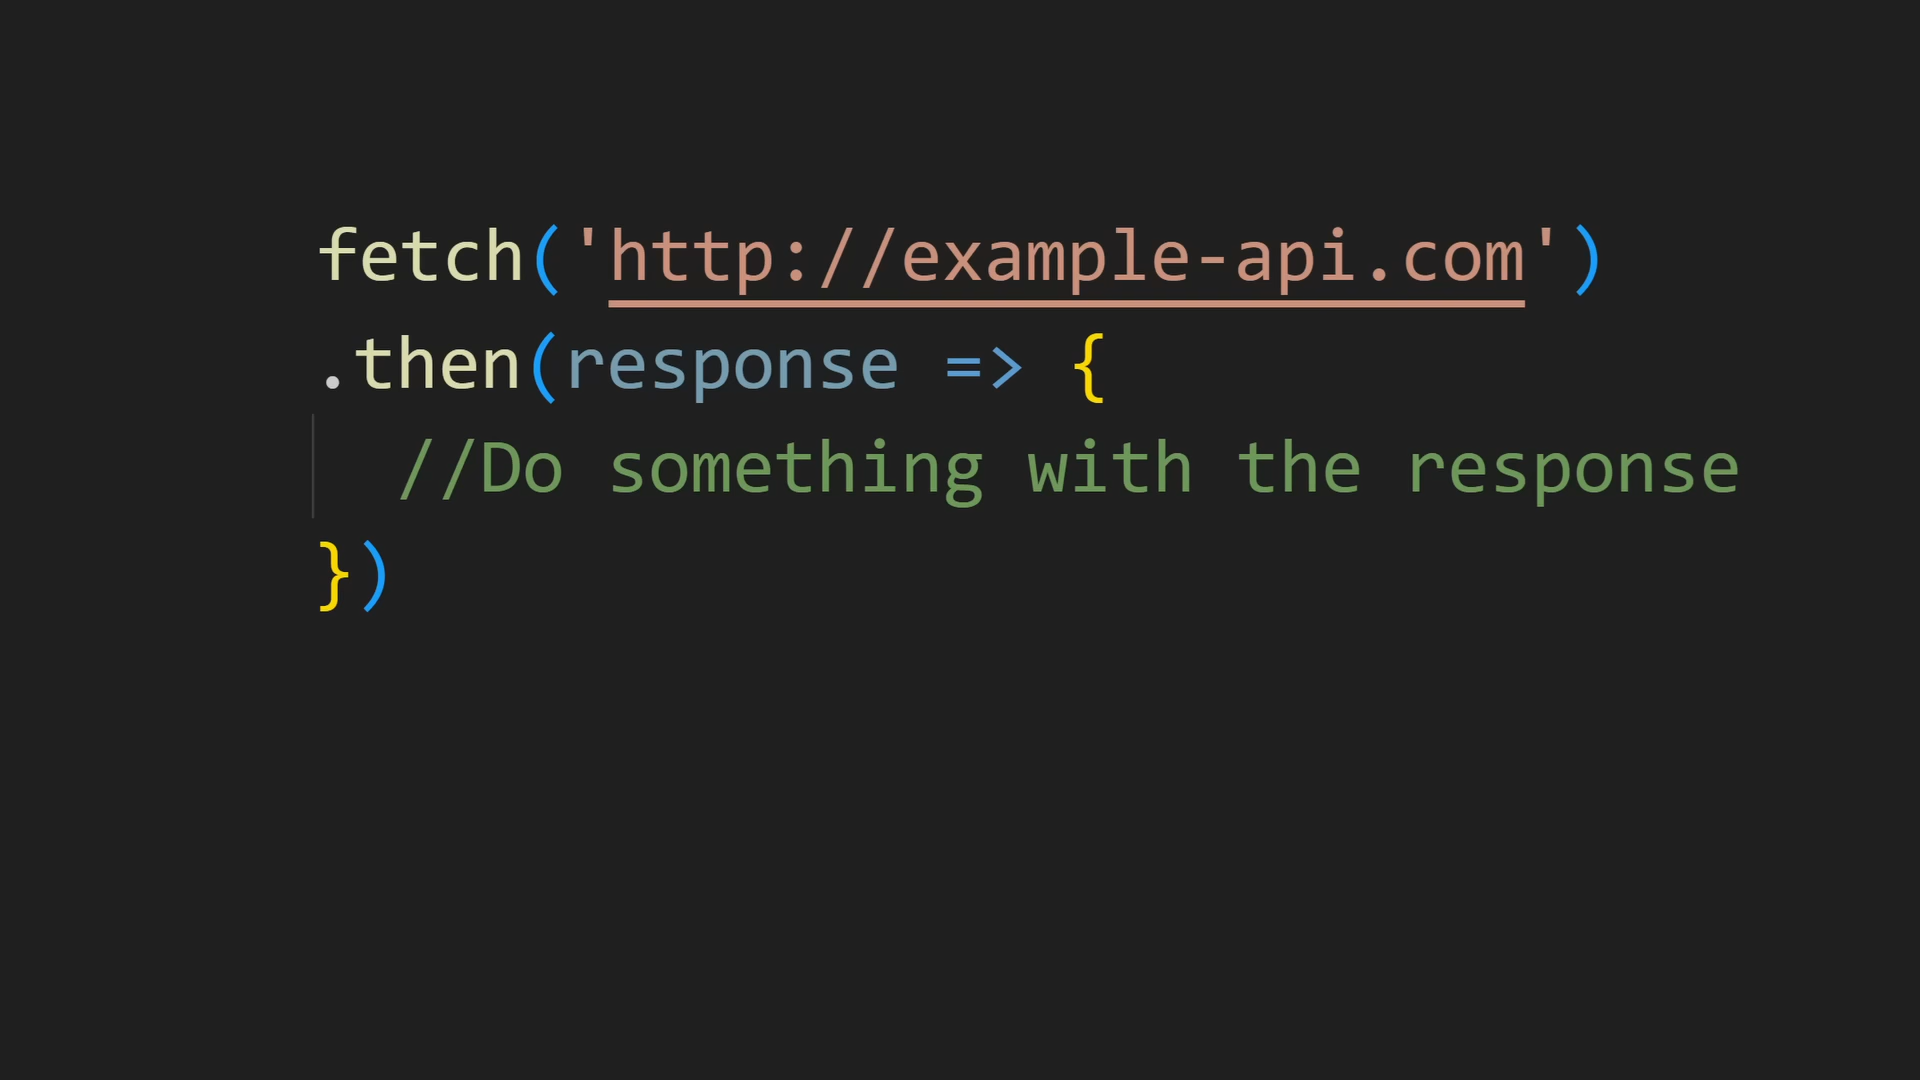 fetch('http://example-api.com')
.then(response => {
//Do something with the response
})